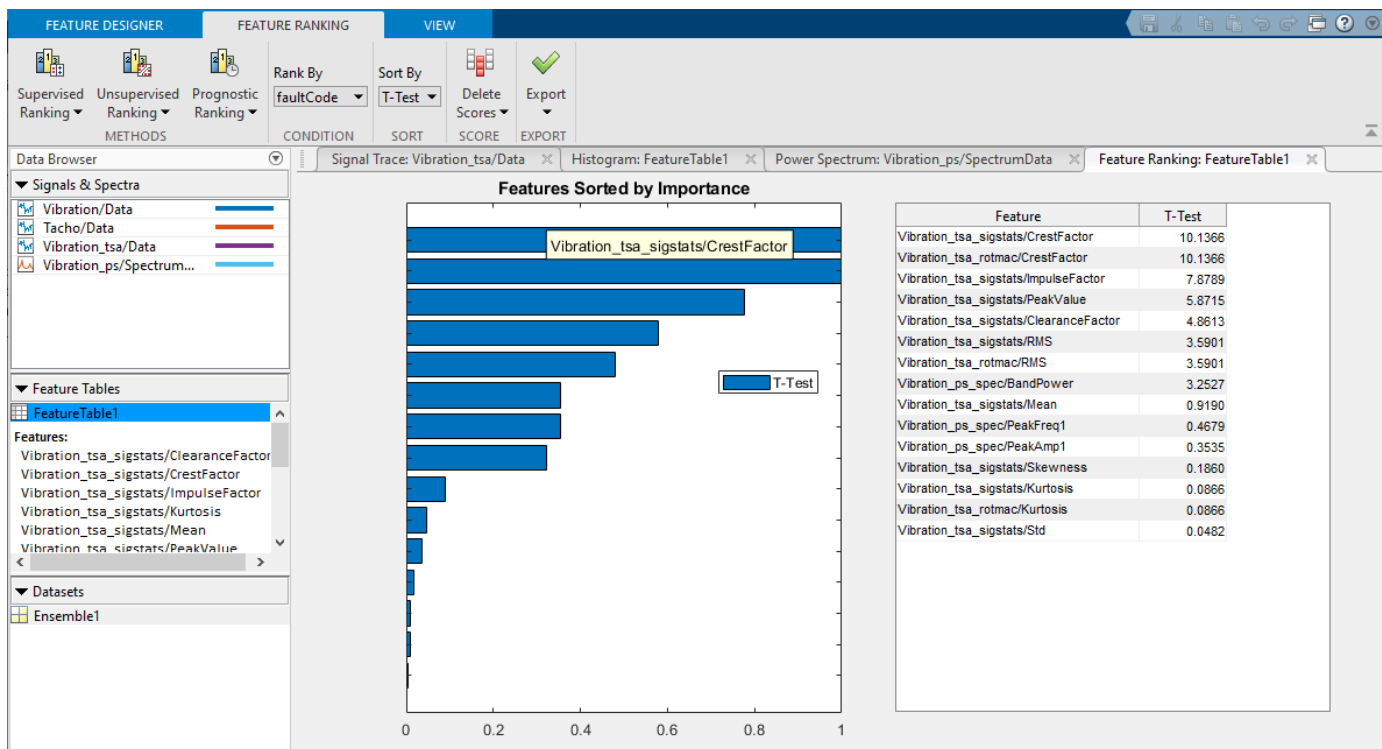 FEATURE DESIGNER FEATURE RANKING VIEW
Supervised Ranking
Unsupervised Ranking
Prognostic Ranking
METHODS
Rank By
faultCode
CONDITION
Sort By
T-Test
SORT
Delete Scores
SCORE
Export
EXPORT
Data Browser
Signals & Spectra
Vibration/Data
Tacho/Data
Vibration_tsa/Data
Vibration_ps/Spectrum...
Feature Tables
FeatureTable1
Features:
Vibration_tsa_sigstats/ClearanceFactor
Vibration_tsa_sigstats/CrestFactor
Vibration_tsa_sigstats/ImpulseFactor
Vibration_tsa_sigstats/Kurtosis
Vibration_tsa_sigstats/Mean
Vibration_tsa_sigstats/PeakValue
Datasets
Ensemble1
Signal Trace: Vibration_tsa/Data Histogram: FeatureTable1 Power Spectrum: Vibration_ps/SpectrumData Feature Ranking: FeatureTable1
Features Sorted by Importance
Vibration_tsa_sigstats/CrestFactor
T-Test
0 0.2 0.4 0.6 0.8 1
Feature T-Test
Vibration_tsa_sigstats/CrestFactor 10.1366
Vibration_tsa_rotmac/CrestFactor 10.1366
Vibration_tsa_sigstats/ImpulseFactor 7.8789
Vibration_tsa_sigstats/PeakValue 5.8715
Vibration_tsa_sigstats/ClearanceFactor 4.8613
Vibration_tsa_sigstats/RMS 3.5901
Vibration_tsa_rotmac/RMS 3.5901
Vibration_ps_spec/BandPower 3.2527
Vibration_tsa_sigstats/Mean 0.9190
Vibration_ps_spec/PeakFreq1 0.4679
Vibration_ps_spec/PeakAmp1 0.3535
Vibration_tsa_sigstats/Skewness 0.1860
Vibration_tsa_sigstats/Kurtosis 0.0866
Vibration_tsa_rotmac/Kurtosis 0.0866
Vibration_tsa_sigstats/Std 0.0482